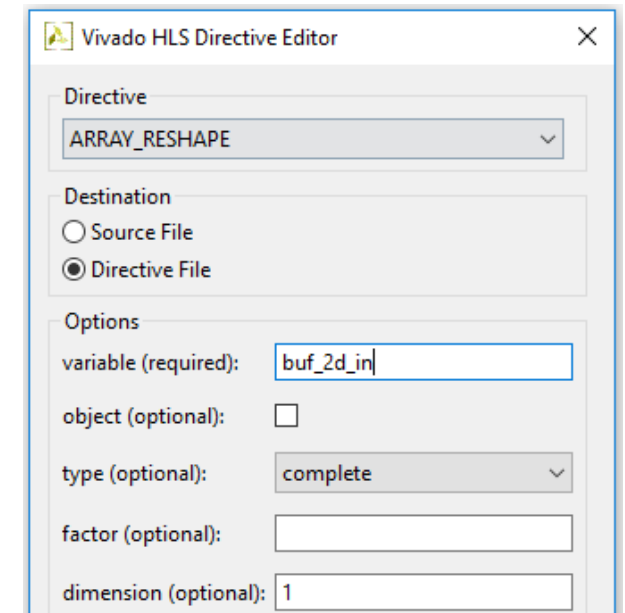 Vivado HLS Directive Editor
Directive
ARRAY_RESHAPE
Destination
Source File
Directive File
Options
variable (required): buf_2d_in
object (optional):
type (optional): complete
factor (optional):
dimension (optional): 1